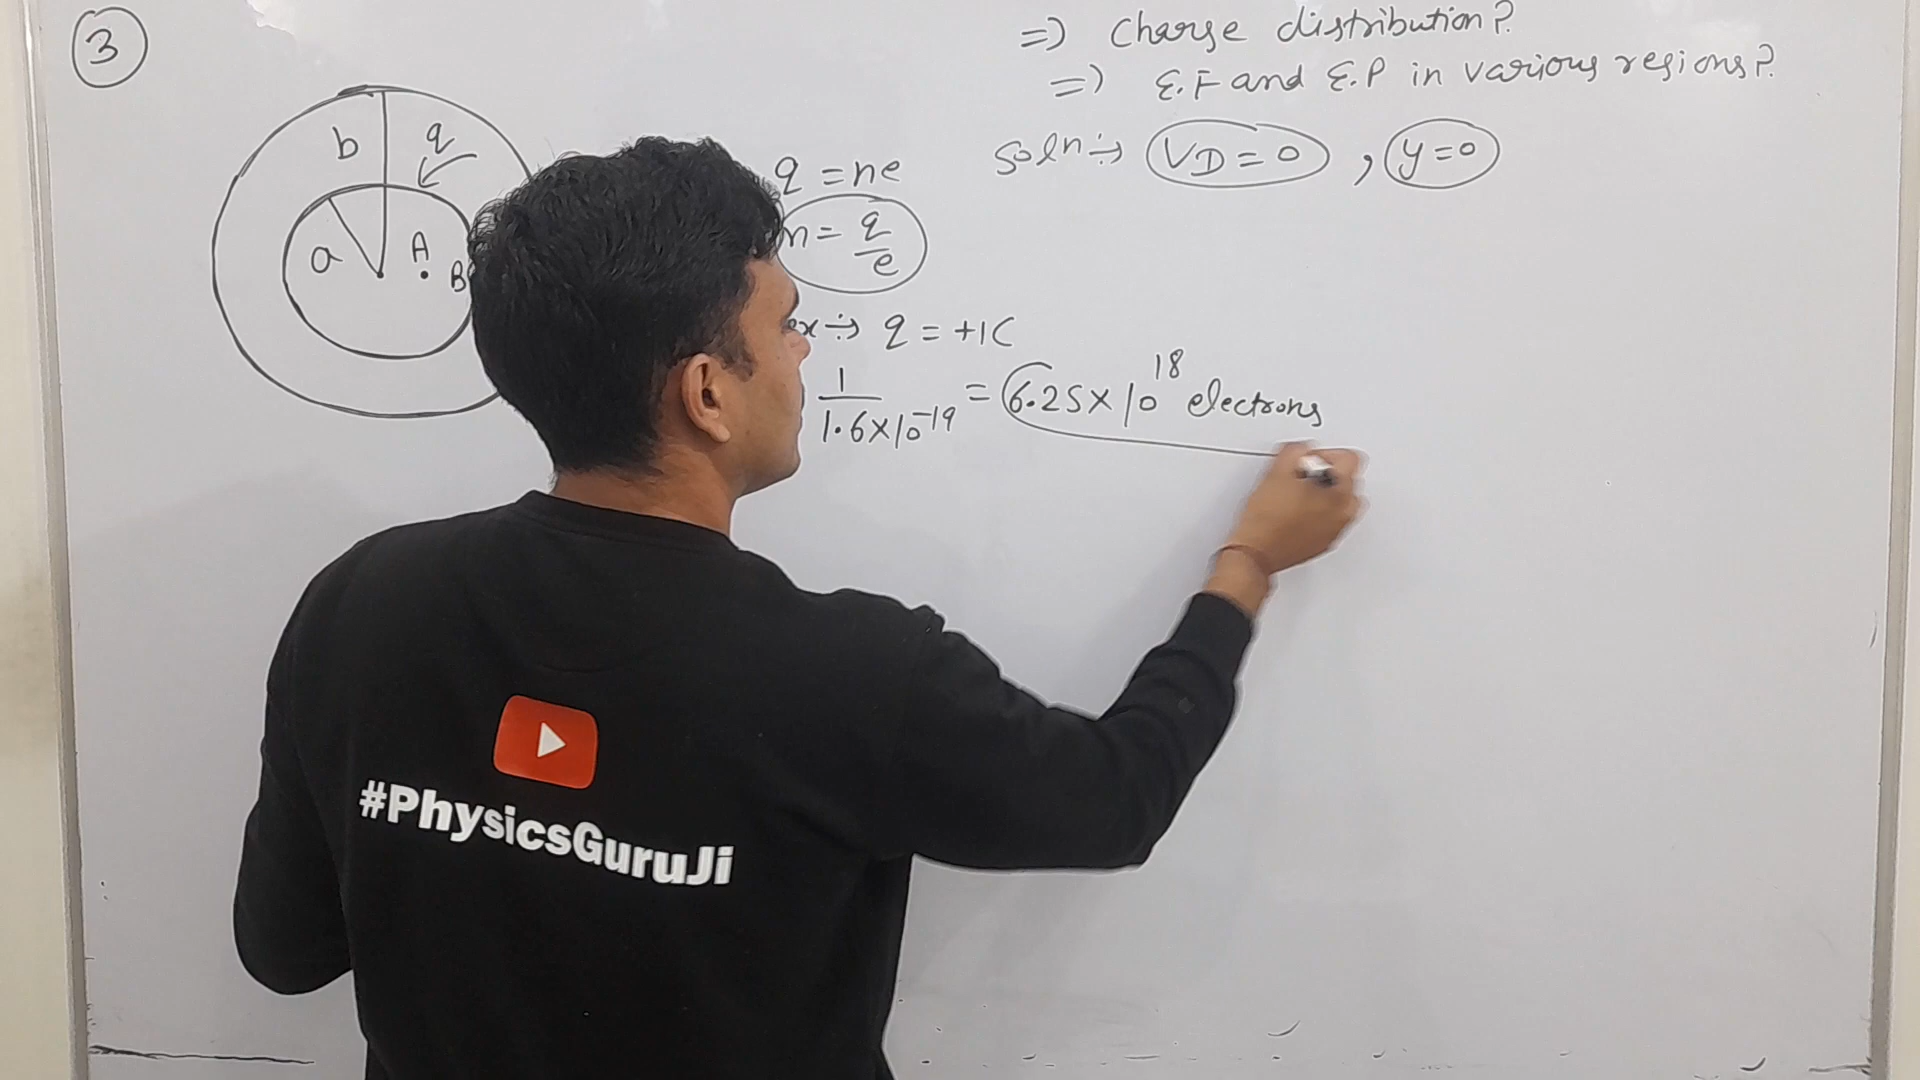 3
=) Charge distribution?
=) E.F and E.P in various regions?
b
q
a
A
B
q = ne
soln ÷> VD = 0 , y = 0
n = q/e
ex ÷> q = +1C
1/1.6×10^-19 = 6.25×10^18 electrons
#PhysicsGuruJi